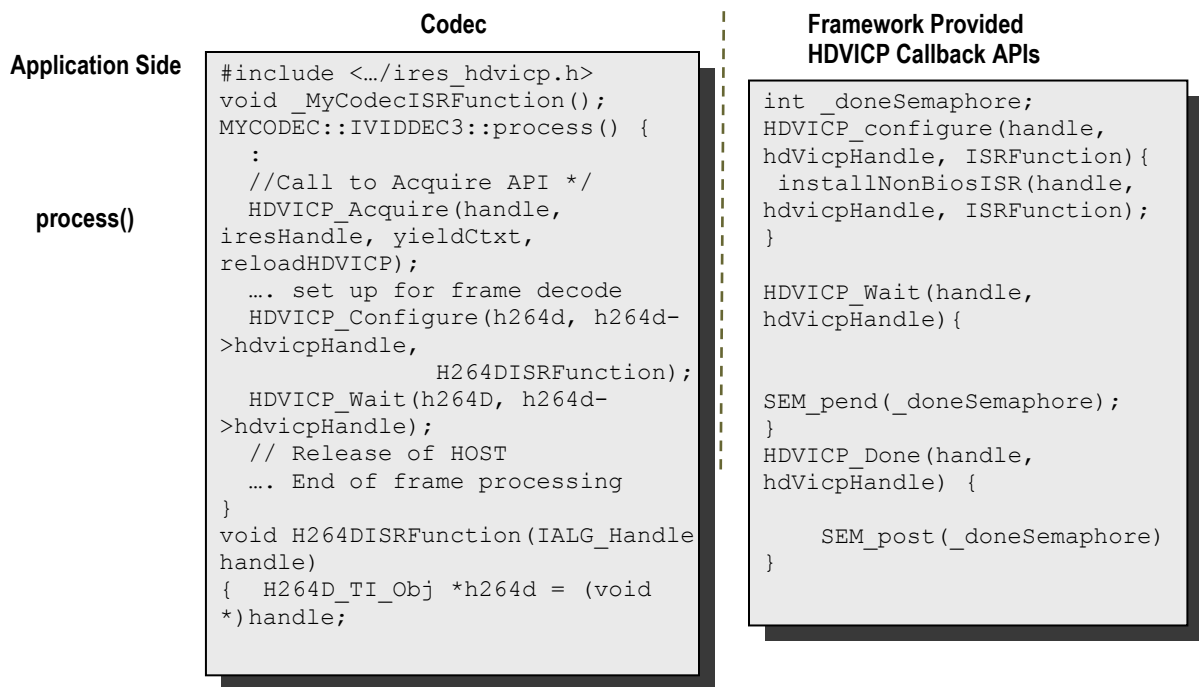 Codec
Framework Provided
HDVICP Callback APIs
Application Side
process()
#include <…/ires_hdvicp.h>
void _MyCodecISRFunction();
MYCODEC::IVIDDEC3::process() {
:
//Call to Acquire API */
HDVICP_Acquire(handle,
iresHandle, yieldCtxt,
reloadHDVICP);
…. set up for frame decode
HDVICP_Configure(h264d, h264d-
>hdvicpHandle,
H264DISRFunction);
HDVICP_Wait(h264D, h264d-
>hdvicpHandle);
// Release of HOST
…. End of frame processing
}
void H264DISRFunction(IALG_Handle
handle)
{ H264D_TI_Obj *h264d = (void
*)handle;
int _doneSemaphore;
HDVICP_configure(handle,
hdVicpHandle, ISRFunction){
installNonBiosISR(handle,
hdvicpHandle, ISRFunction);
}
HDVICP_Wait(handle,
hdVicpHandle){
SEM_pend(_doneSemaphore);
}
HDVICP_Done(handle,
hdVicpHandle) {
SEM_post(_doneSemaphore)
}